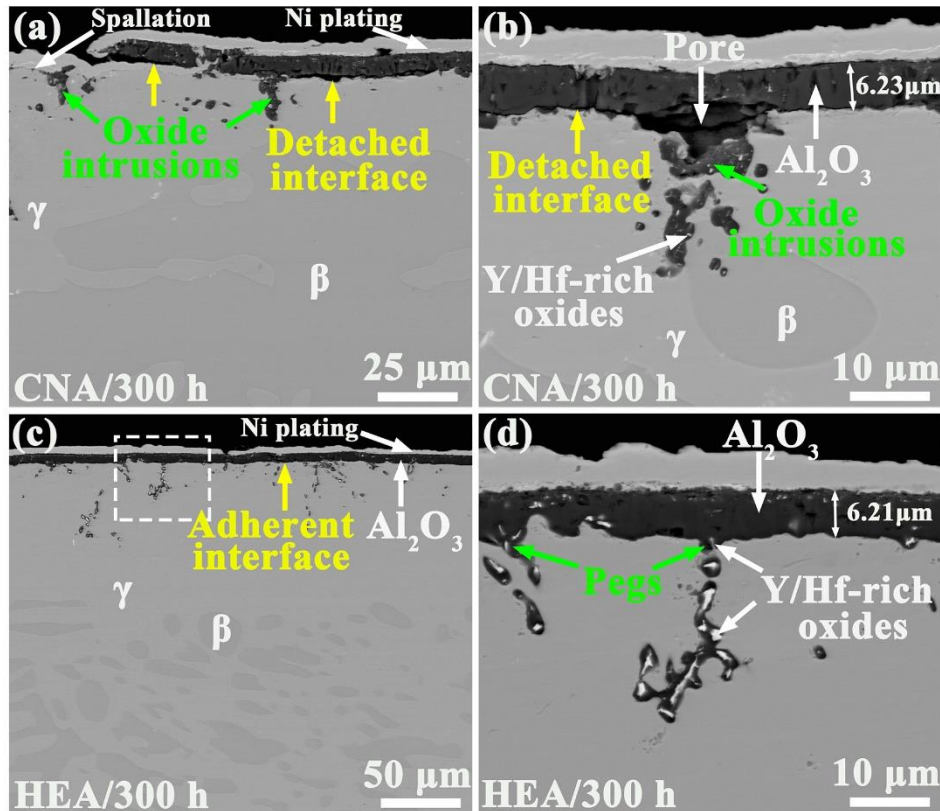 (a)
Spallation
Ni plating
Oxide
intrusions
Detached
interface
γ
β
CNA/300 h
25 μm
(b)
Pore
6.23μm
Detached
interface
Al₂O₃
Oxide
intrusions
Y/Hf-rich
oxides
β
γ
CNA/300 h
10 μm
(c)
Ni plating
Adherent
interface
Al₂O₃
γ
β
HEA/300 h
50 μm
(d)
Al₂O₃
6.21μm
Pegs
Y/Hf-rich
oxides
HEA/300 h
10 μm